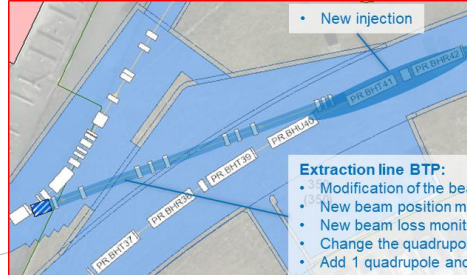 • New injection
PR.BHT41
PR.BHR42
PR.BHU40
PR.BHT39
PR.BHR38
PR.BHT37
Extraction line BTP:
• Modification of the bea
• New beam position m
• New beam loss monit
• Change the quadrupo
• Add 1 quadrupole and